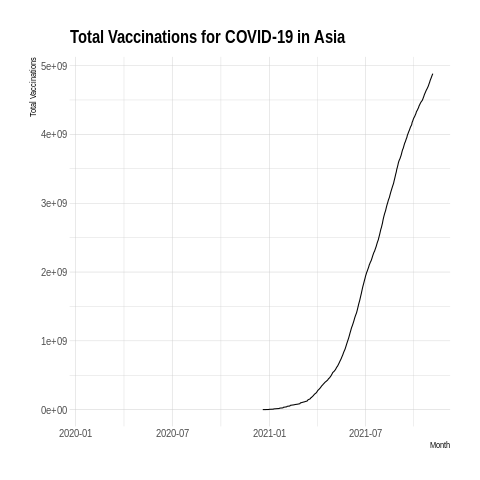 Total Vaccinations for COVID-19 in Asia
Total Vaccinations
5e+09
4e+09
3e+09
2e+09
1e+09
0e+00
2020-01 2020-07 2021-01 2021-07
Month